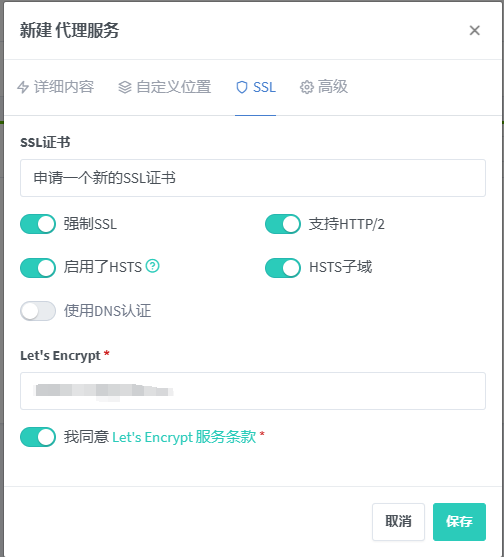 新建 代理服务
详细内容 自定义位置 SSL 高级
SSL证书
申请一个新的SSL证书
强制SSL 支持HTTP/2
启用了HSTS HSTS子域
使用DNS认证
Let's Encrypt *
我同意 Let's Encrypt 服务条款 *
取消 保存